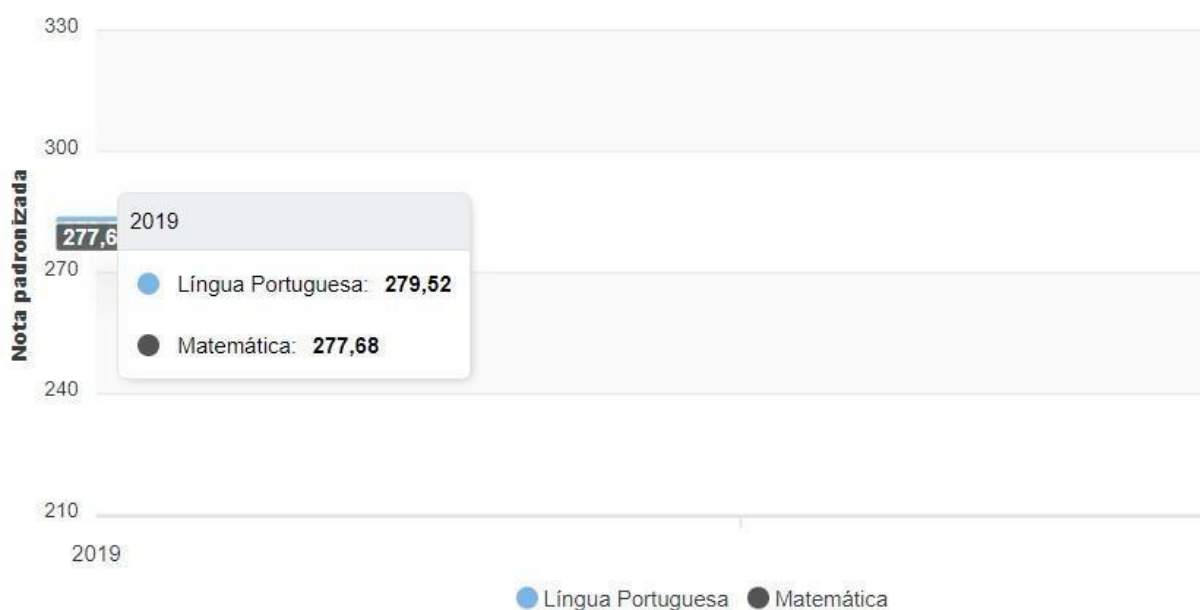 330
300
Nota padronizada
277,6
2019
270
Língua Portuguesa: 279,52
Matemática: 277,68
240
210
2019
Língua Portuguesa Matemática